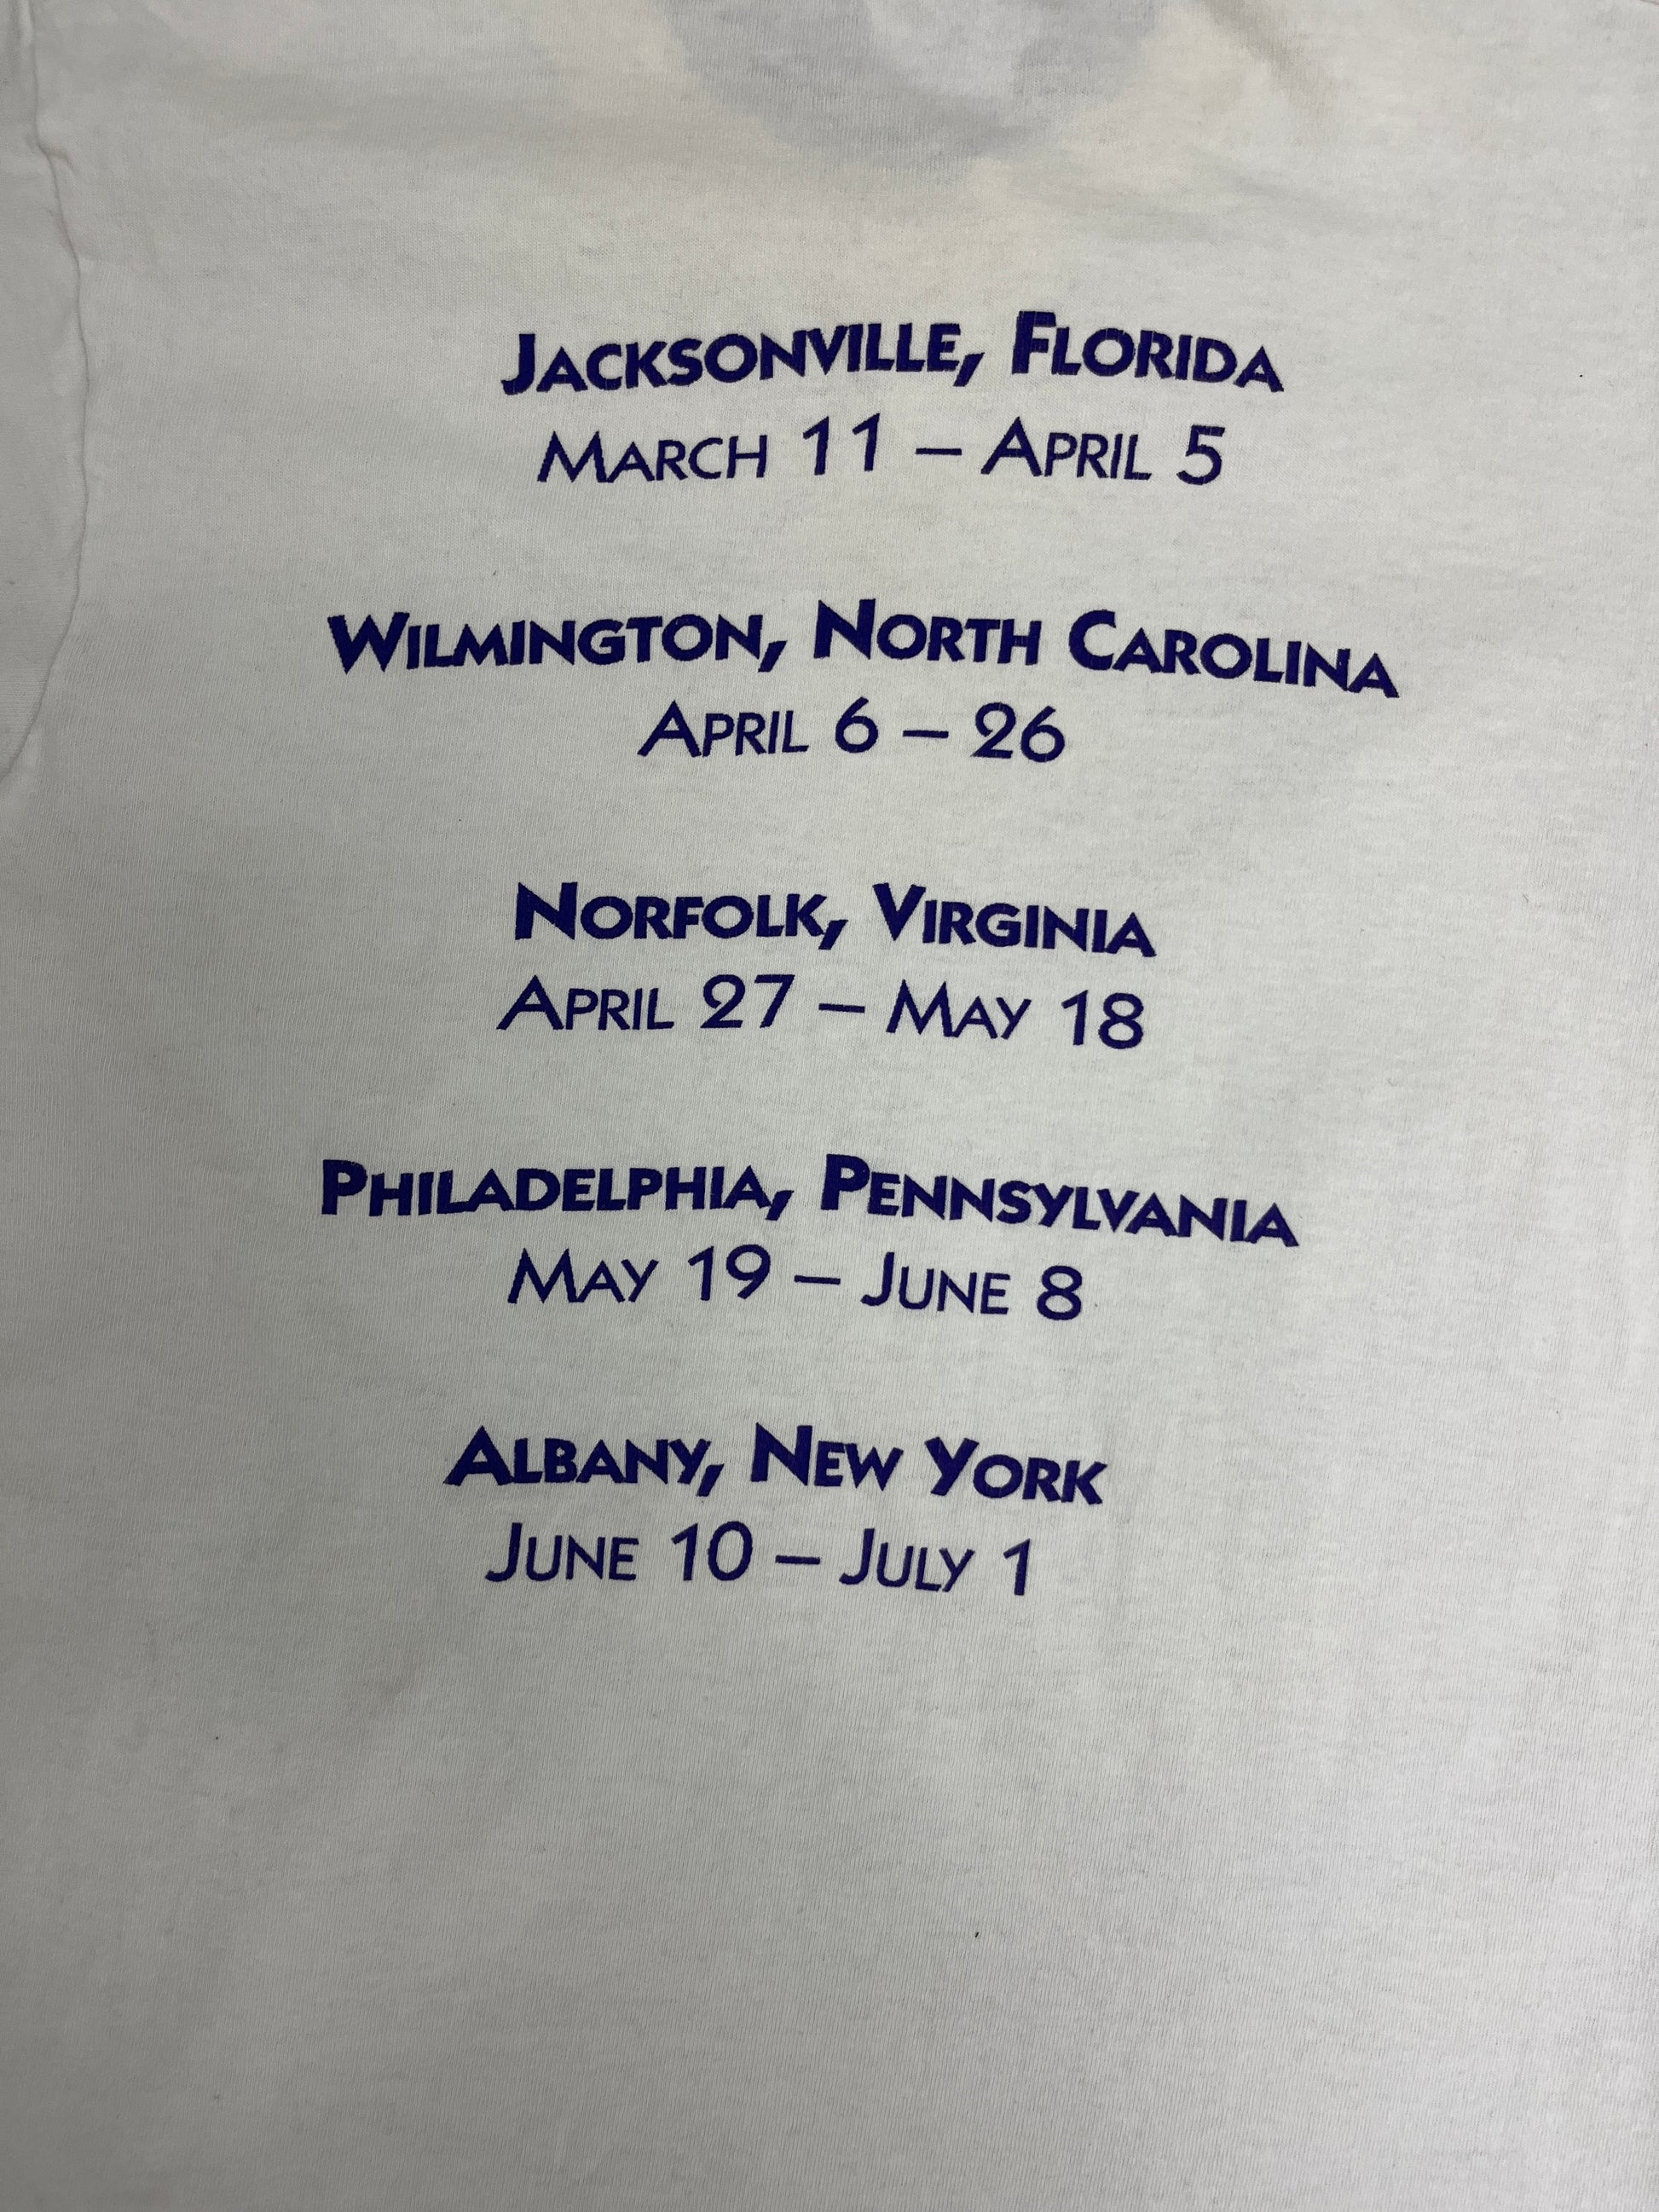 Jacksonville, Florida
March 11 – April 5
Wilmington, North Carolina
April 6 – 26
Norfolk, Virginia
April 27 – May 18
Philadelphia, Pennsylvania
May 19 – June 8
Albany, New York
June 10 – July 1